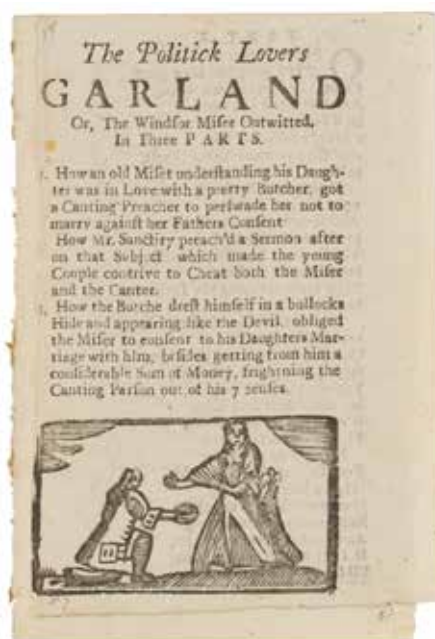 The Politick Lovers
GARLAND
Or, The Windſor Miſer Outwitted,
In Three PARTS.
1. How an old Miſer underſtanding his Daugh-
ter was in Love with a pretty Butcher, got
a Canting Preacher to perſwade her not to
marry againſt her Fathers Conſent
How Mr. Sanctity preach'd a Sermon after
on that Subject which made the young
Couple contrive to Cheat both the Miſer
and the Canter.
3. How the Butche dreſt himſelf in a bullocks
Hide and appearing like the Devil, obliged
the Miſer to conſent to his Daughters Mar-
riage with him, beſides getting from him a
conſiderable Sum of Money, frightning the
Canting Parſon out of his 7 ſenſes.